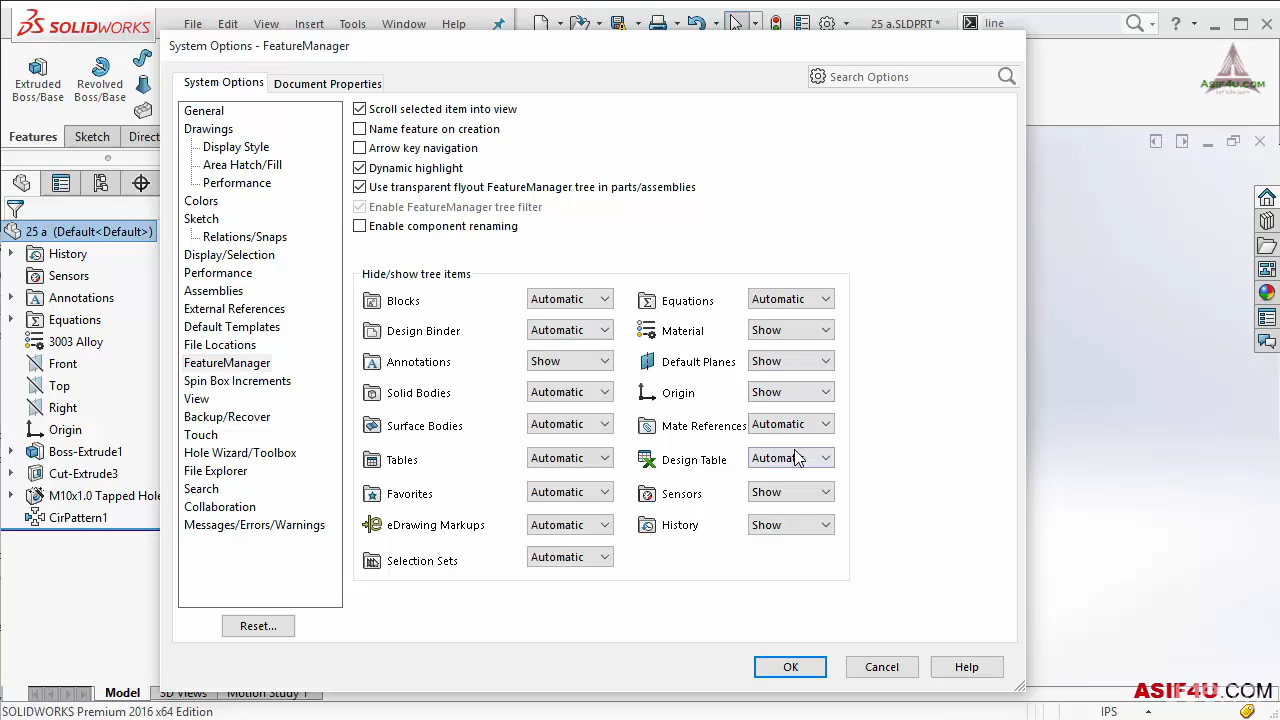 SOLIDWORKS
File Edit View Insert Tools Window Help
25 a.SLDPRT * line
System Options - FeatureManager
System Options Document Properties
Search Options
Extruded Boss/Base
Revolved Boss/Base
Features Sketch Direct
ASIF4U.COM
General
Drawings
Display Style
Area Hatch/Fill
Performance
Colors
Sketch
Relations/Snaps
Display/Selection
Performance
Assemblies
External References
Default Templates
File Locations
FeatureManager
Spin Box Increments
View
Backup/Recover
Touch
Hole Wizard/Toolbox
File Explorer
Search
Collaboration
Messages/Errors/Warnings
Reset...
Scroll selected item into view
Name feature on creation
Arrow key navigation
Dynamic highlight
Use transparent flyout FeatureManager tree in parts/assemblies
Enable FeatureManager tree filter
Enable component renaming
Hide/show tree items
Blocks Automatic Equations Automatic
Design Binder Automatic Material Show
Annotations Show Default Planes Show
Solid Bodies Automatic Origin Show
Surface Bodies Automatic Mate References Automatic
Tables Automatic Design Table Automatic
Favorites Automatic Sensors Show
eDrawing Markups Automatic History Show
Selection Sets Automatic
OK Cancel Help
25 a (Default<Default>)
History
Sensors
Annotations
Equations
3003 Alloy
Front
Top
Right
Origin
Boss-Extrude1
Cut-Extrude3
M10x1.0 Tapped Hole
CirPattern1
Model 3D Views Motion Study 1
ASIF4U.COM
SOLIDWORKS Premium 2016 x64 Edition IPS